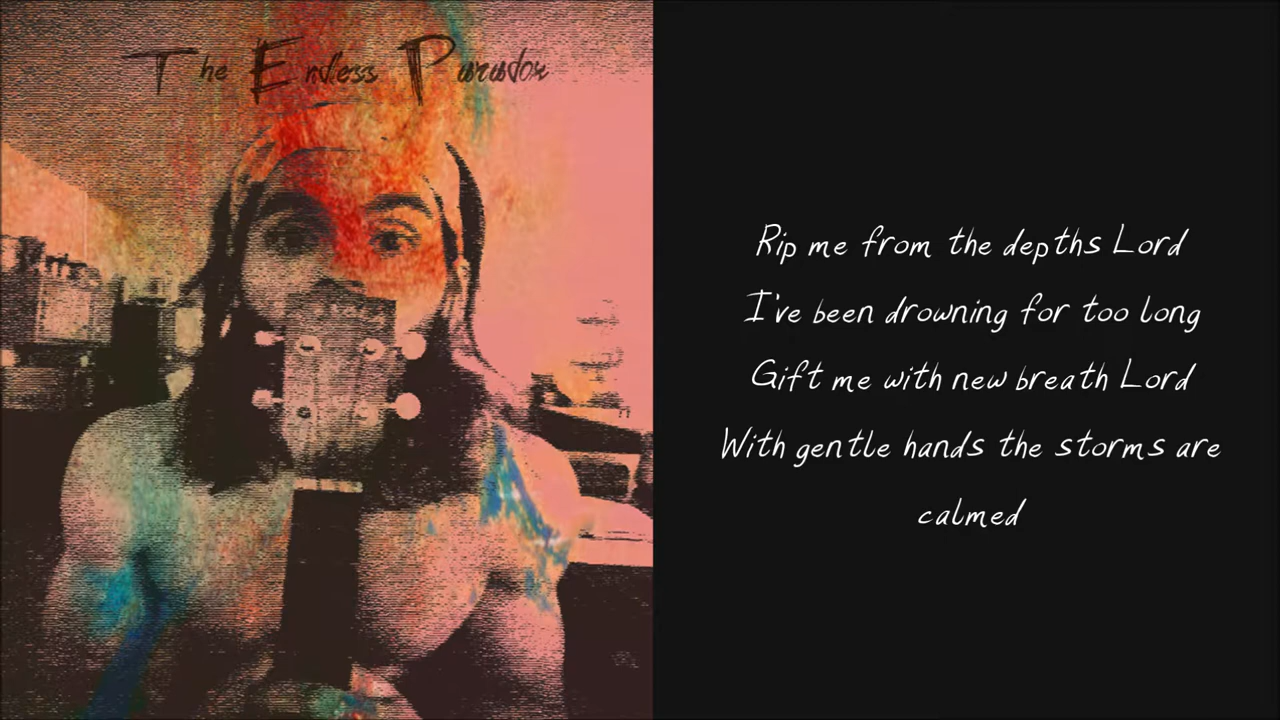 The Endless Paradox
Rip me from the depths Lord
I've been drowning for too long
Gift me with new breath Lord
With gentle hands the storms are
calmed